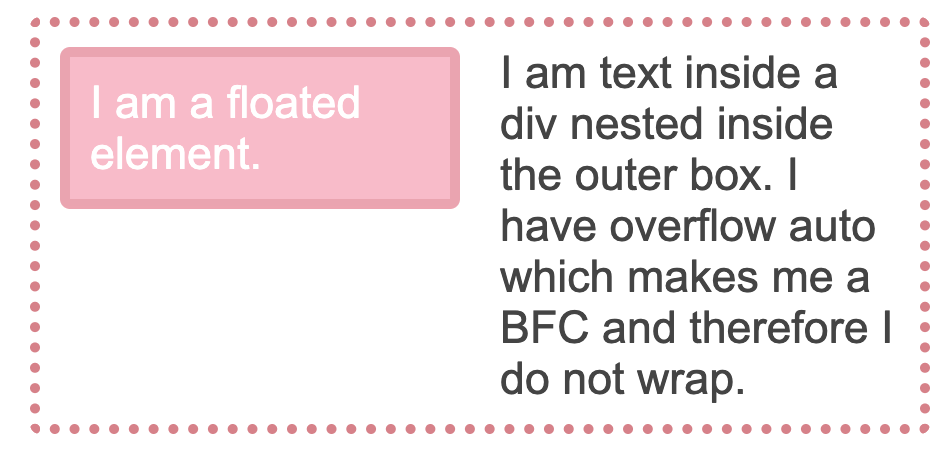 I am a floated
element.
I am text inside a
div nested inside
the outer box. I
have overflow auto
which makes me a
BFC and therefore I
do not wrap.